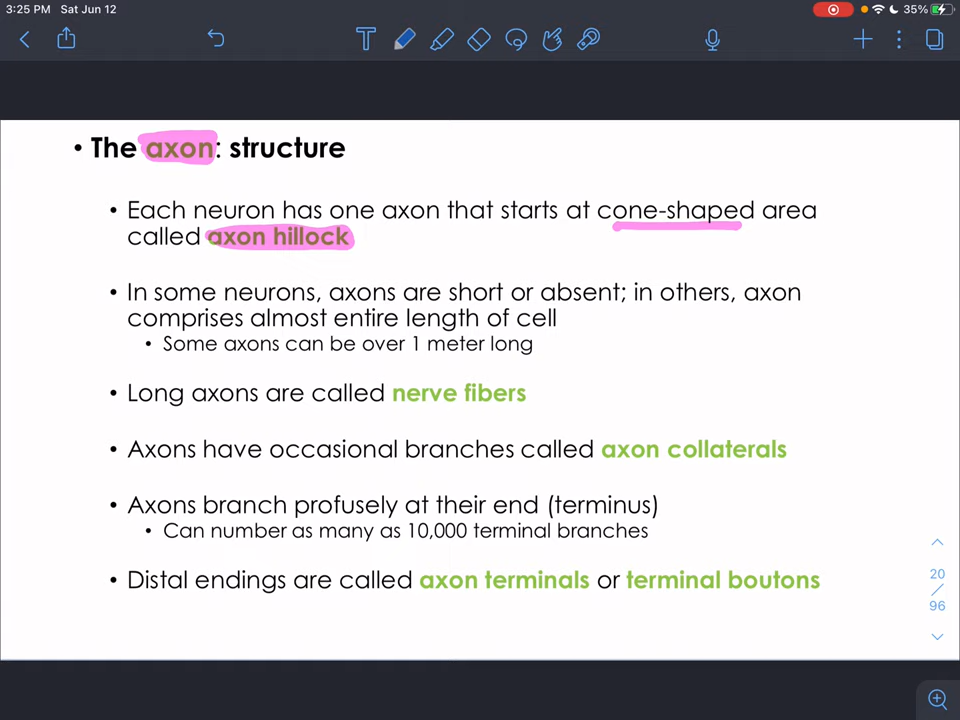 3:25 PM Sat Jun 12
35%
T
• The axon: structure
• Each neuron has one axon that starts at cone-shaped area
called axon hillock
• In some neurons, axons are short or absent; in others, axon
comprises almost entire length of cell
• Some axons can be over 1 meter long
• Long axons are called nerve fibers
• Axons have occasional branches called axon collaterals
• Axons branch profusely at their end (terminus)
• Can number as many as 10,000 terminal branches
• Distal endings are called axon terminals or terminal boutons
20
/
96